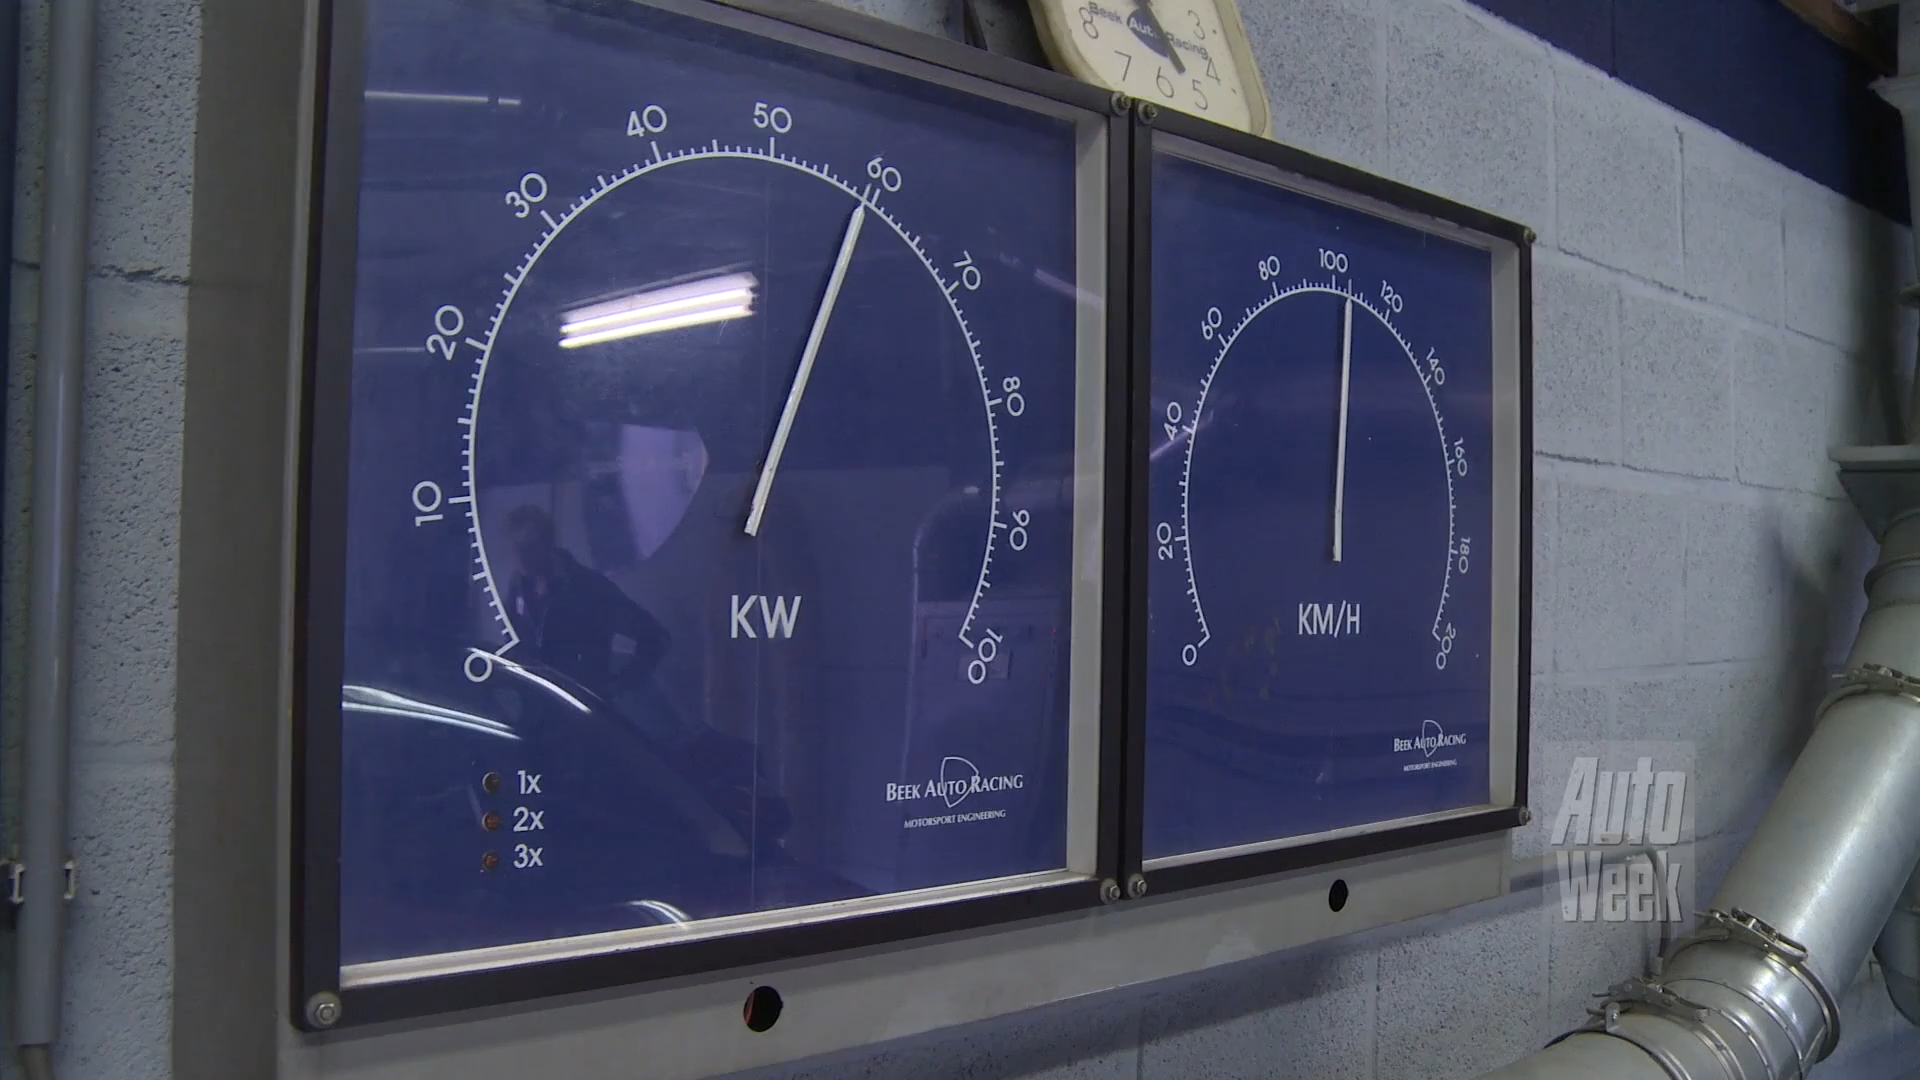 Beek Auto Racing
3
8
4
7
6
5
0
10
20
30
40
50
60
70
80
90
100
KW
1x
2x
3x
BEEK AUTO RACING
MOTORSPORT ENGINEERING
0
20
40
60
80
100
120
140
160
180
200
KM/H
BEEK AUTO RACING
MOTORSPORT ENGINEERING
Auto
Week